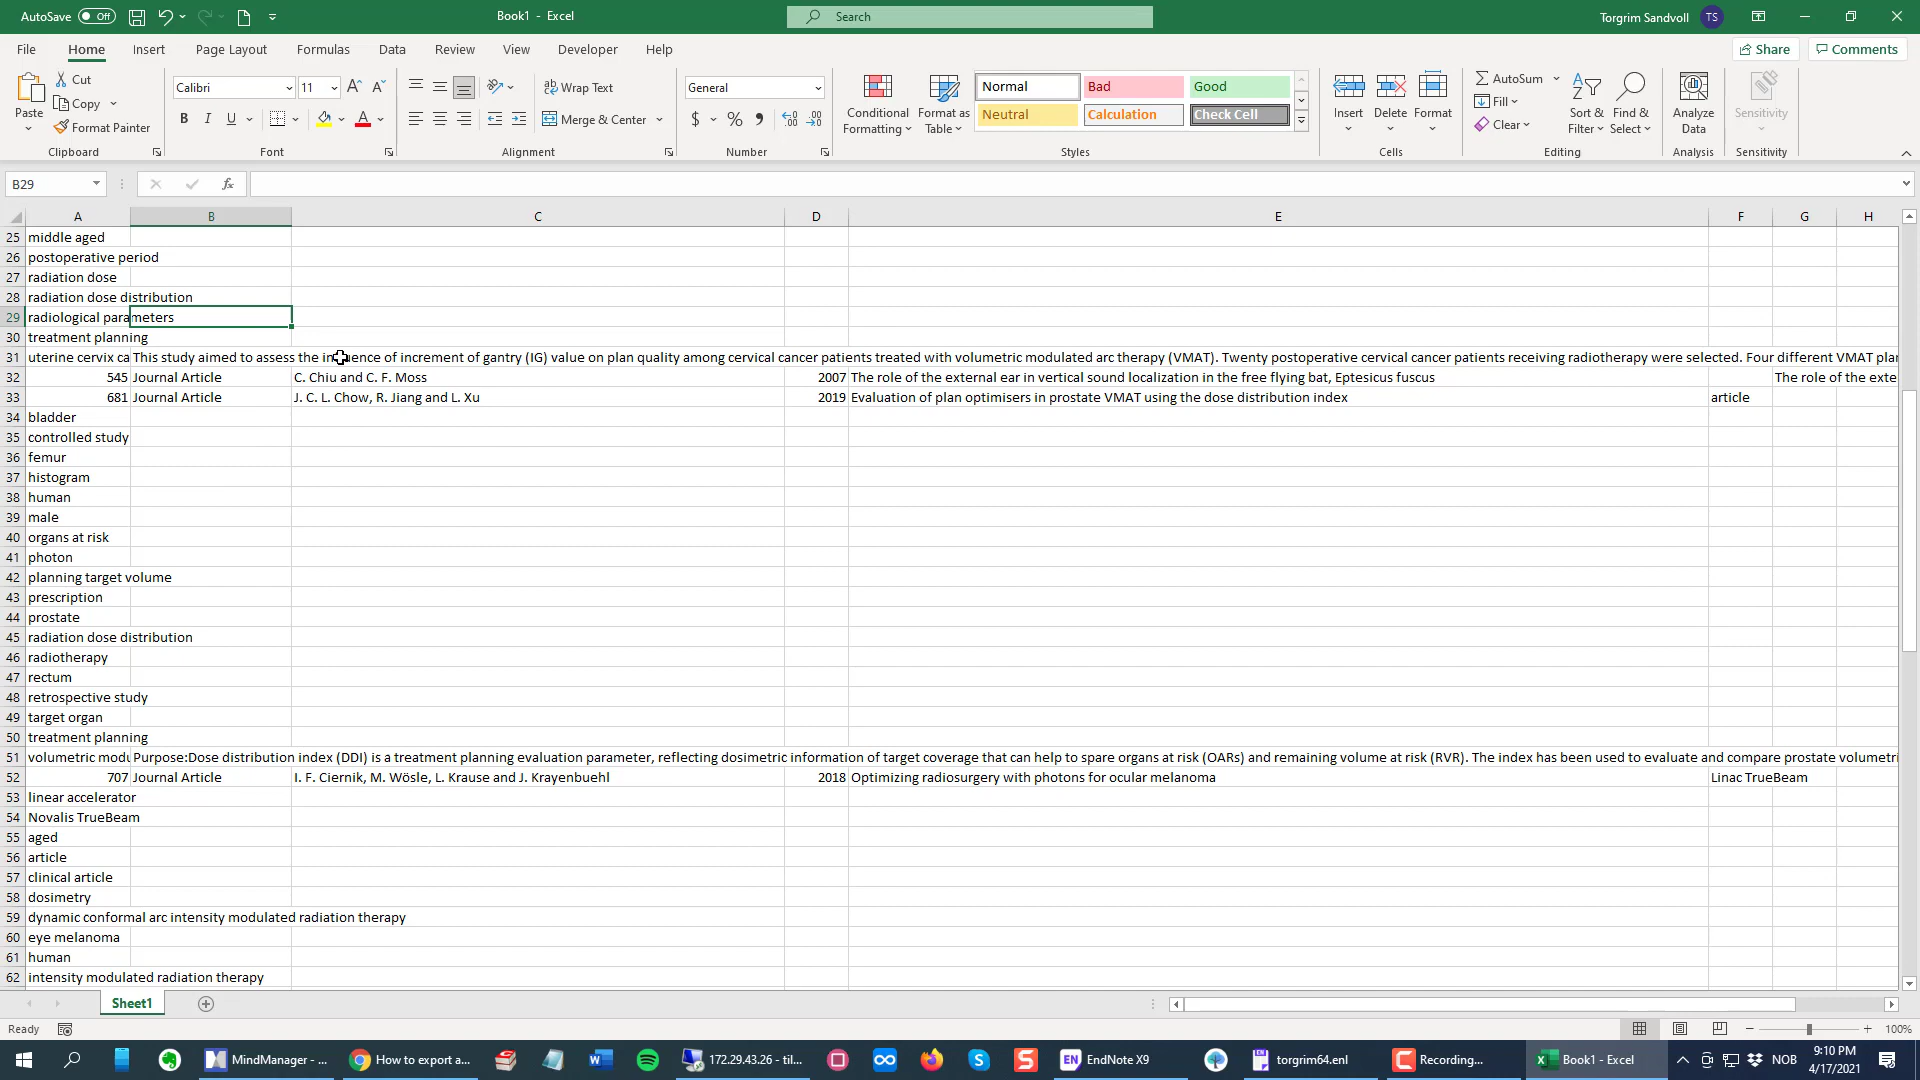 AutoSave Off Book1 - Excel Search Torgrim Sandvoll TS
File Home Insert Page Layout Formulas Data Review View Developer Help Share Comments
Paste Cut Copy Format Painter Clipboard
Calibri 11 A A B I U A Font
ab Wrap Text Merge & Center Alignment
General $ % Number
Conditional Formatting Format as Table
Normal Bad Good
Neutral Calculation Check Cell
Styles
Insert Delete Format Cells
AutoSum Fill Clear Sort & Filter Find & Select Editing
Analyze Data Analysis
Sensitivity Sensitivity
B29 fx
A B C D E F G H
25 middle aged
26 postoperative period
27 radiation dose
28 radiation dose distribution
29 radiological parameters
30 treatment planning
31 uterine cervix ca This study aimed to assess the influence of increment of gantry (IG) value on plan quality among cervical cancer patients treated with volumetric modulated arc therapy (VMAT). Twenty postoperative cervical cancer patients receiving radiotherapy were selected. Four different VMAT plan
32 545 Journal Article C. Chiu and C. F. Moss 2007 The role of the external ear in vertical sound localization in the free flying bat, Eptesicus fuscus The role of the exte
33 681 Journal Article J. C. L. Chow, R. Jiang and L. Xu 2019 Evaluation of plan optimisers in prostate VMAT using the dose distribution index article
34 bladder
35 controlled study
36 femur
37 histogram
38 human
39 male
40 organs at risk
41 photon
42 planning target volume
43 prescription
44 prostate
45 radiation dose distribution
46 radiotherapy
47 rectum
48 retrospective study
49 target organ
50 treatment planning
51 volumetric modu Purpose:Dose distribution index (DDI) is a treatment planning evaluation parameter, reflecting dosimetric information of target coverage that can help to spare organs at risk (OARs) and remaining volume at risk (RVR). The index has been used to evaluate and compare prostate volumetri
52 707 Journal Article I. F. Ciernik, M. Wösle, L. Krause and J. Krayenbuehl 2018 Optimizing radiosurgery with photons for ocular melanoma Linac TrueBeam
53 linear accelerator
54 Novalis TrueBeam
55 aged
56 article
57 clinical article
58 dosimetry
59 dynamic conformal arc intensity modulated radiation therapy
60 eye melanoma
61 human
62 intensity modulated radiation therapy
Sheet1
Ready 100%
MindManager - ... How to export a... 172.29.43.26 - til... EN EndNote X9 torgrim64.enl Recording... Book1 - Excel NOB 9:10 PM
4/17/2021